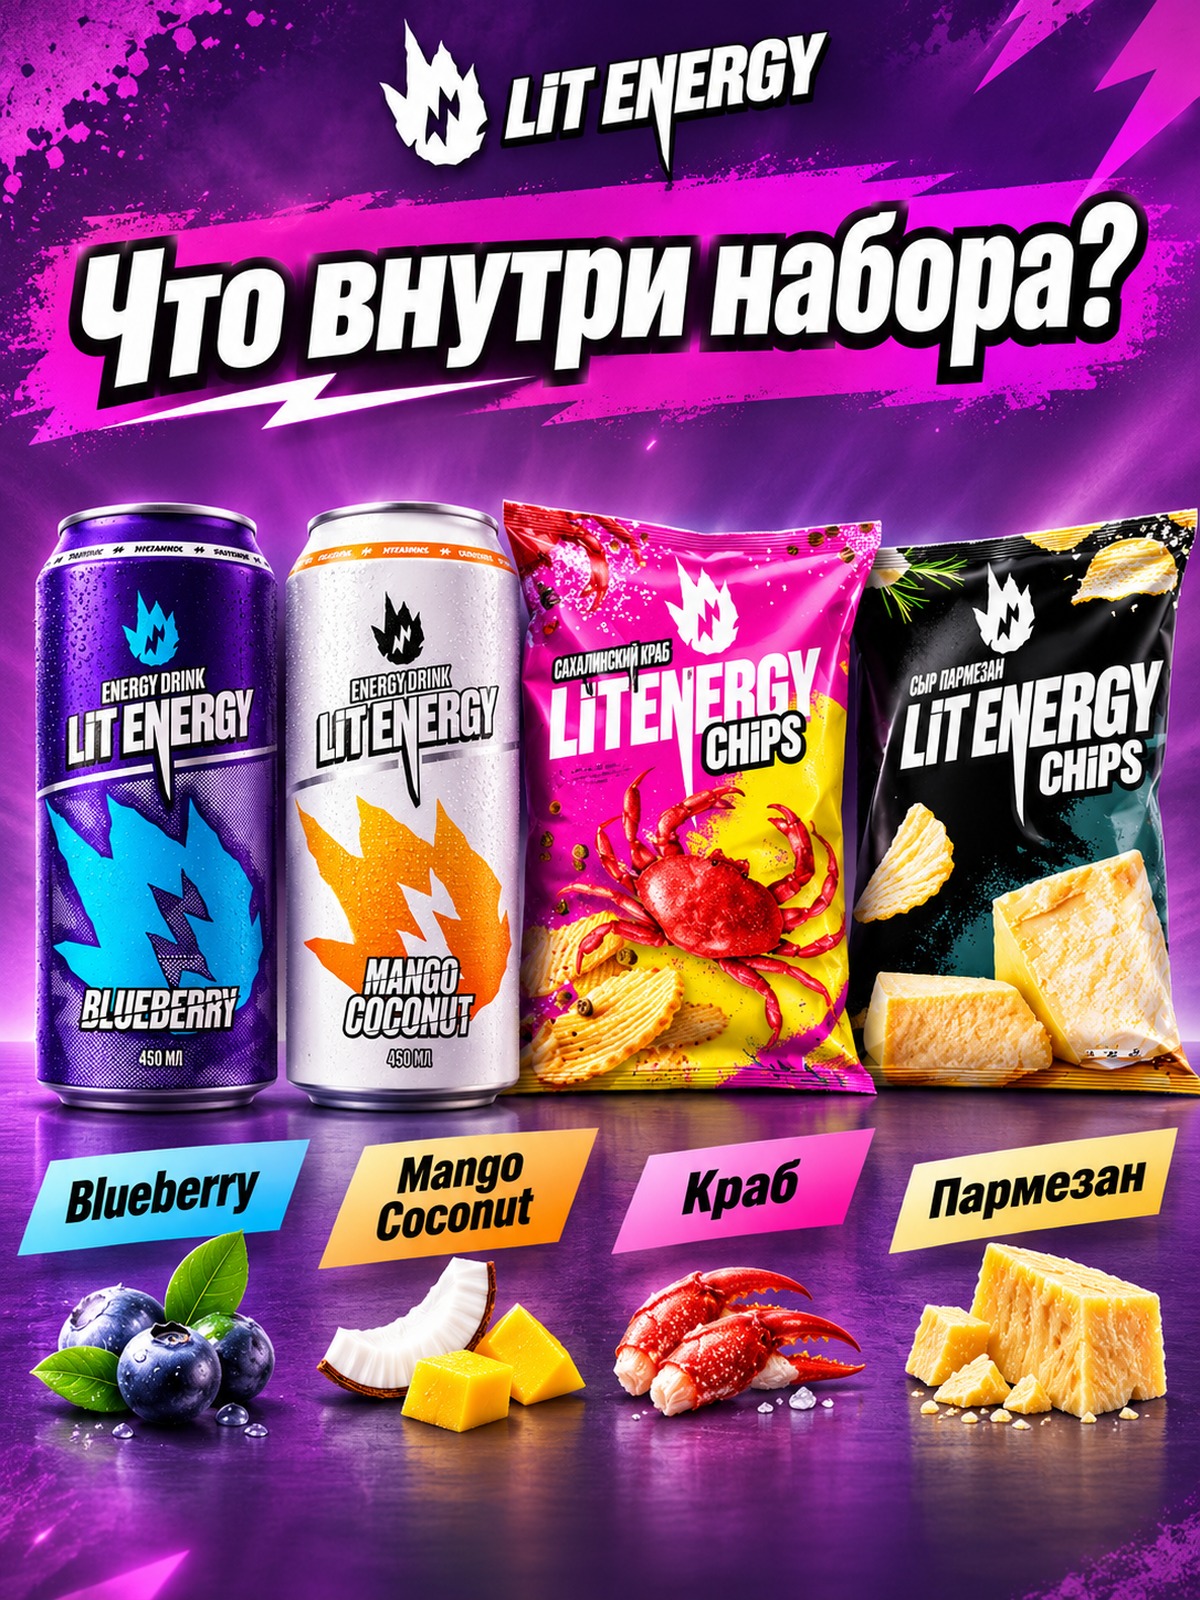 LiT ENERGY
Что внутри набора?
ENERGY DRINK
LiT ENERGY
BLUEBERRY
450 МЛ
ENERGY DRINK
LiT ENERGY
MANGO
COCONUT
450 МЛ
САХАЛИНСКИЙ КРАБ
LiT ENERGY
CHiPS
СЫР ПАРМЕЗАН
LiT ENERGY
CHiPS
Blueberry
Mango
Coconut
Краб
Пармезан